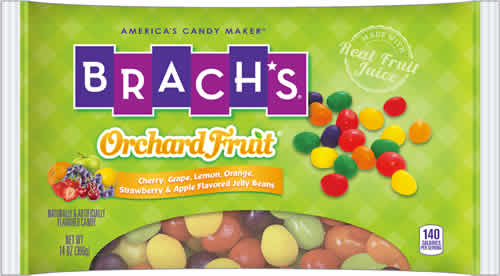 AMERICA'S CANDY MAKER
BRACH'S
MADE WITH
Real Fruit
Juice
Orchard Fruit
Cherry, Grape, Lemon, Orange,
Strawberry & Apple Flavored Jelly Beans
NATURALLY & ARTIFICIALLY
FLAVORED CANDY
NET WT
14 OZ (396g)
140
CALORIES
PER SERVING